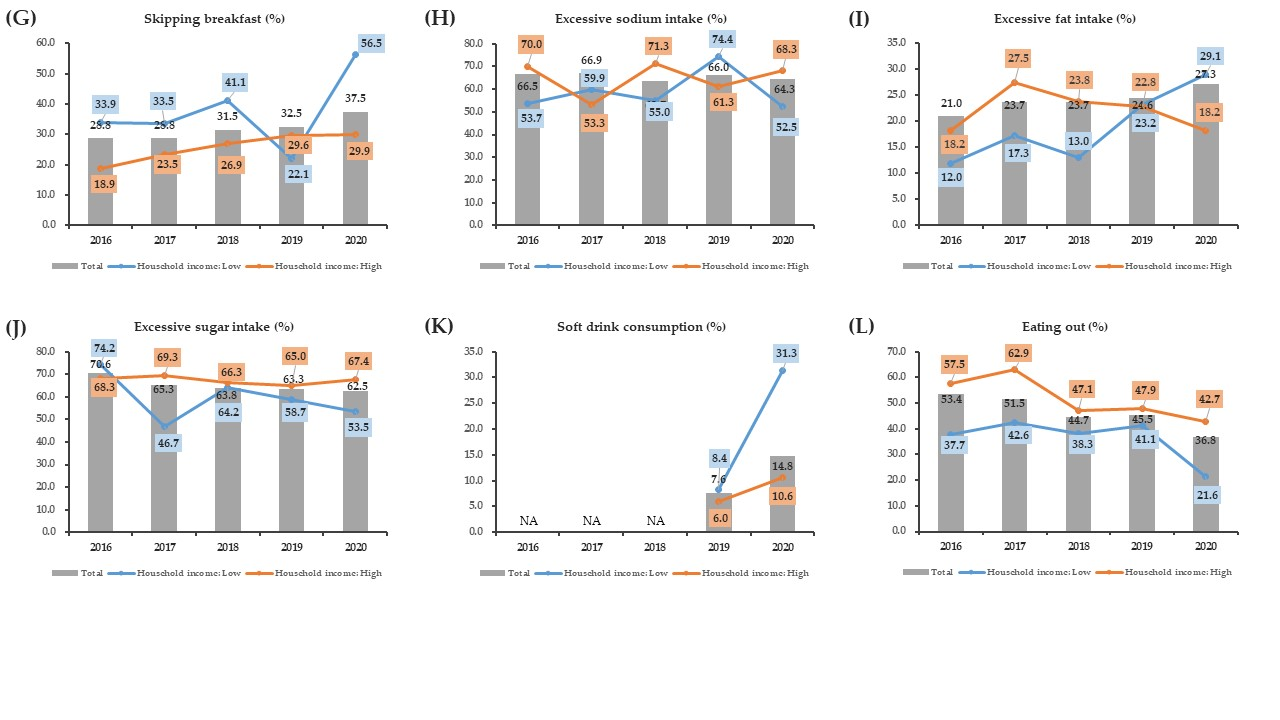 (G) Skipping breakfast (%)
60.0
50.0
40.0
30.0
20.0
10.0
0.0
33.9 33.5 41.1 22.1 56.5
28.8 28.8 31.5 32.5 37.5
18.9 23.5 26.9 29.6 29.9
2016 2017 2018 2019 2020
Total Household income: Low Household income: High
(H) Excessive sodium intake (%)
80.0
70.0
60.0
50.0
40.0
30.0
20.0
10.0
0.0
70.0 53.3 71.3 61.3 68.3
66.5 66.9 66.0 64.3
53.7 59.9 55.0 74.4 52.5
2016 2017 2018 2019 2020
Total Household income: Low Household income: High
(I) Excessive fat intake (%)
35.0
30.0
25.0
20.0
15.0
10.0
5.0
0.0
21.0 23.7 23.7 24.6 27.3
18.2 27.5 23.8 22.8 18.2
12.0 17.3 13.0 23.2 29.1
2016 2017 2018 2019 2020
Total Household income: Low Household income: High
(J) Excessive sugar intake (%)
80.0
70.0
60.0
50.0
40.0
30.0
20.0
10.0
0.0
74.2 46.7 64.2 58.7 53.5
70.6 65.3 63.8 63.3 62.5
68.3 69.3 66.3 65.0 67.4
2016 2017 2018 2019 2020
Total Household income: Low Household income: High
(K) Soft drink consumption (%)
35.0
30.0
25.0
20.0
15.0
10.0
5.0
0.0
8.4 31.3
7.6 14.8
6.0 10.6
NA NA NA
2016 2017 2018 2019 2020
Total Household income: Low Household income: High
(L) Eating out (%)
70.0
60.0
50.0
40.0
30.0
20.0
10.0
0.0
57.5 62.9 47.1 47.9 42.7
53.4 51.5 44.7 45.5 36.8
37.7 42.6 38.3 41.1 21.6
2016 2017 2018 2019 2020
Total Household income: Low Household income: High